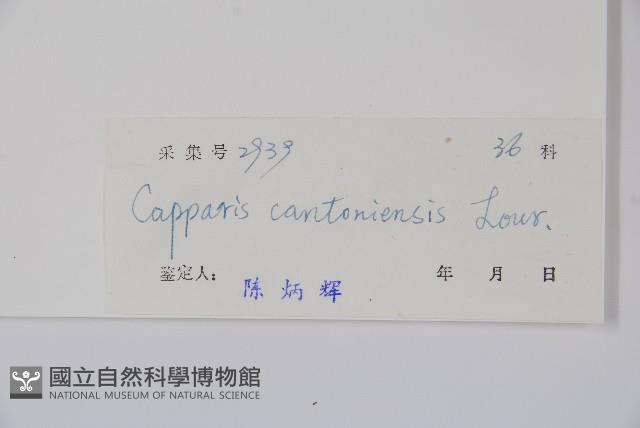 采集号 2939 36 科
Capparis cantoniensis Lour.
鉴定人： 陈炳辉 年 月 日
國立自然科學博物館
NATIONAL MUSEUM OF NATURAL SCIENCE